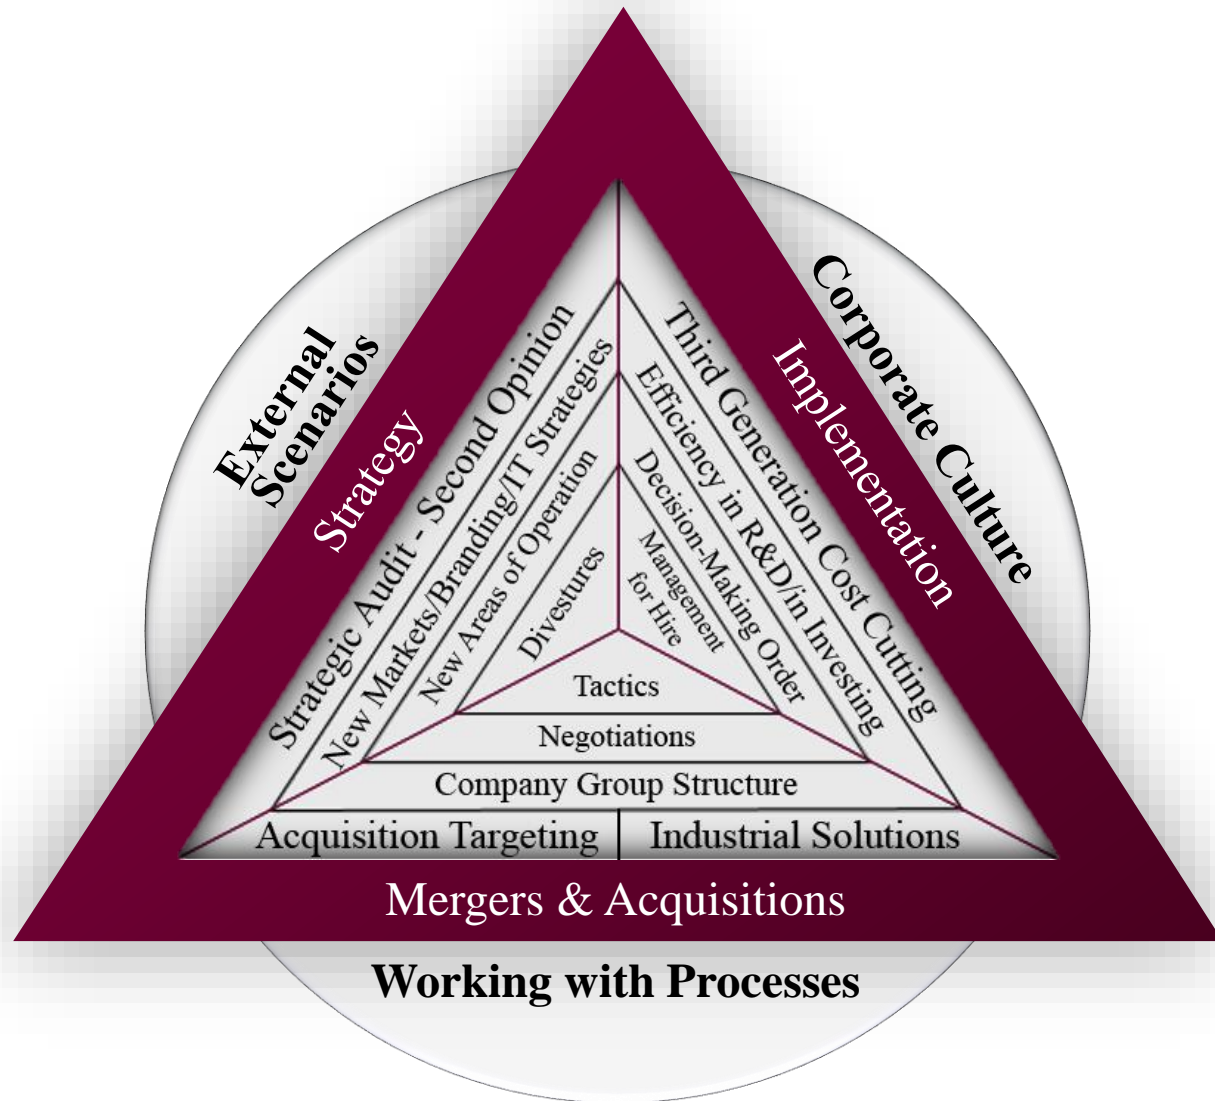 External
Scenarios
Strategy
Strategic Audit - Second Opinion
New Markets/Branding/IT Strategies
New Areas of Operation
Divestures
Corporate Culture
Implementation
Third Generation Cost Cutting
Efficiency in R&D/in Investing
Decision-Making Order
Management
for Hire
Tactics
Negotiations
Company Group Structure
Acquisition Targeting
Industrial Solutions
Mergers & Acquisitions
Working with Processes